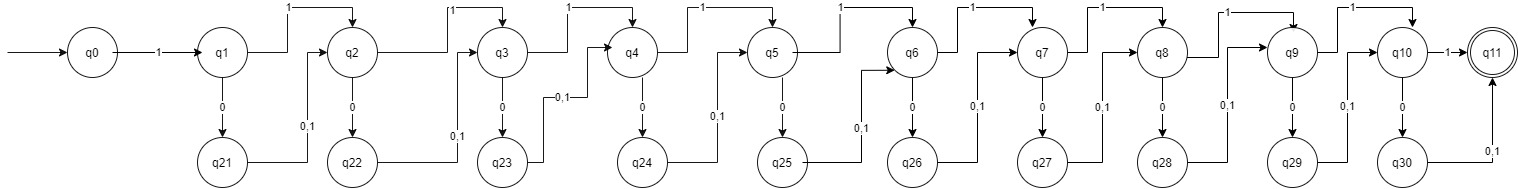 1 1 1 1 1 1 1 1 1
q0 1 q1 q2 q3 q4 q5 q6 q7 q8 q9 q10 1 q11
0,1
0 0 0 0 0 0 0 0 0 0
0,1 0,1 0,1 0,1 0,1 0,1 0,1 0,1
q21 q22 q23 q24 q25 q26 q27 q28 q29 q30
0,1